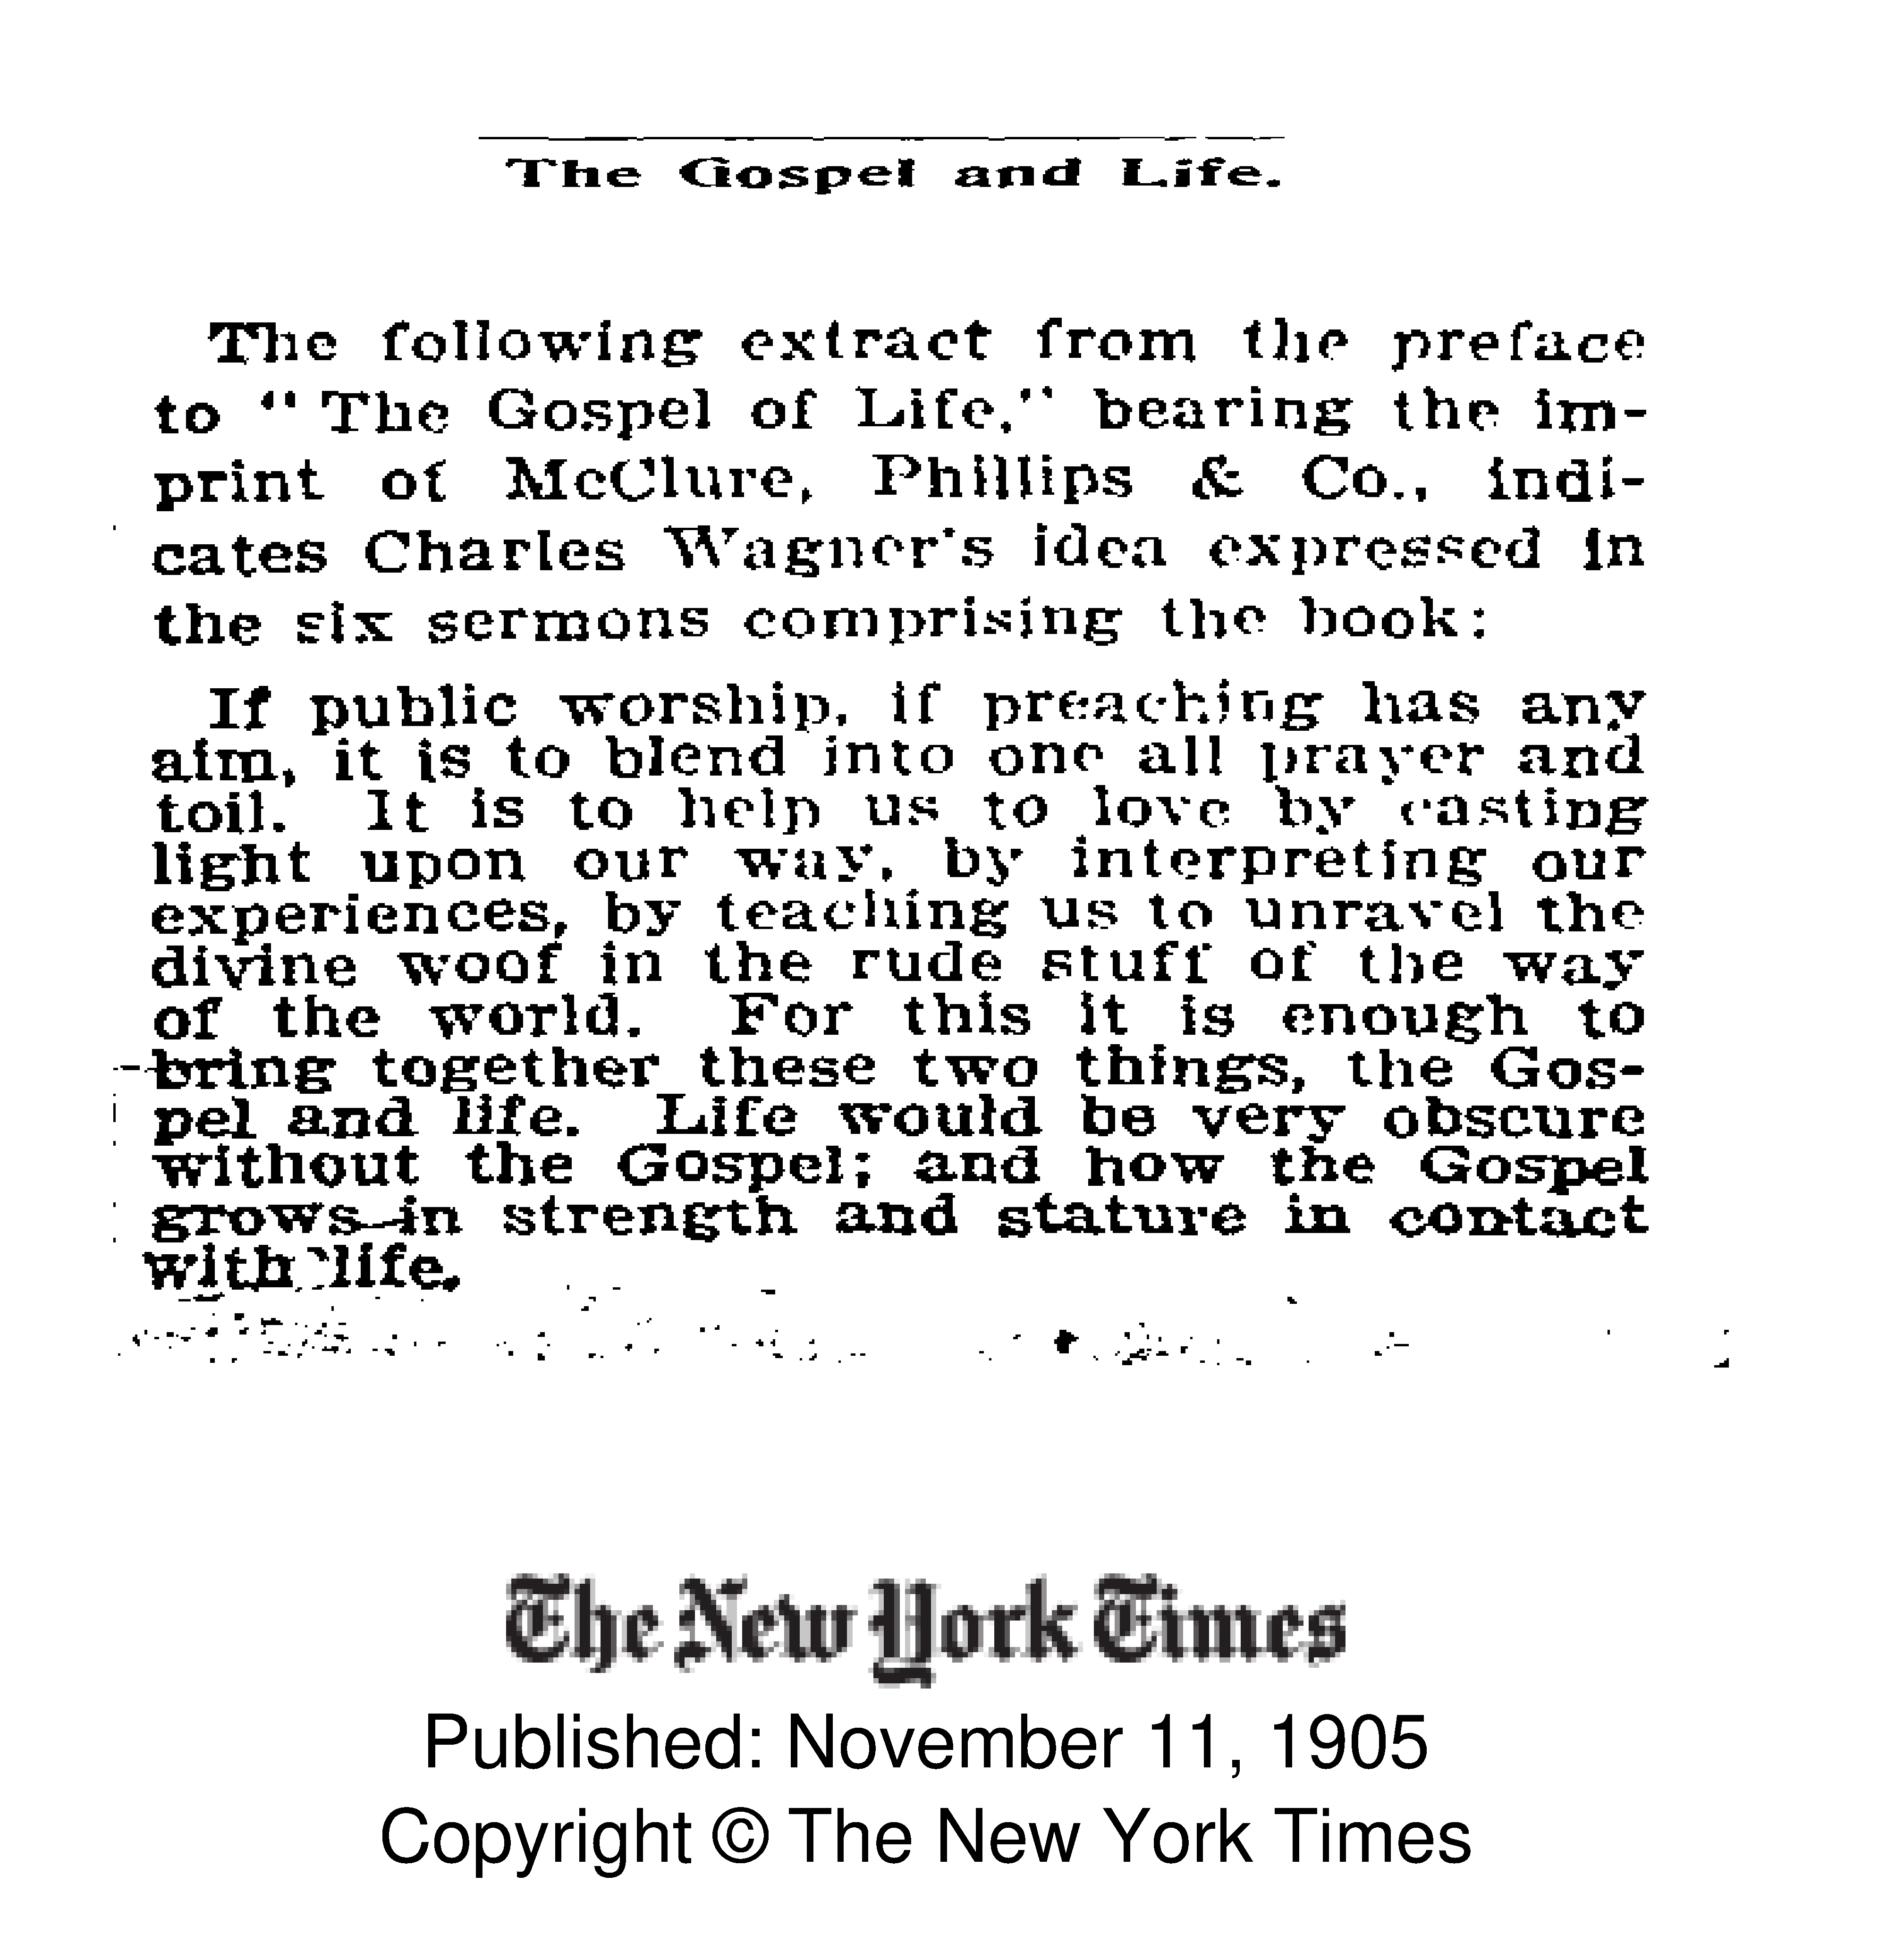 The Gospel and Life.
The following extract from the preface
to “The Gospel of Life,” bearing the im-
print of McClure, Phillips & Co., indi-
cates Charles Wagner's idea expressed in
the six sermons comprising the book:
If public worship, if preaching has any
aim, it is to blend into one all prayer and
toil. It is to help us to love by casting
light upon our way, by interpreting our
experiences, by teaching us to unravel the
divine woof in the rude stuff of the way
of the world. For this it is enough to
bring together these two things, the Gos-
pel and life. Life would be very obscure
without the Gospel; and how the Gospel
grows in strength and stature in contact
with life.
The New York Times
Published: November 11, 1905
Copyright © The New York Times